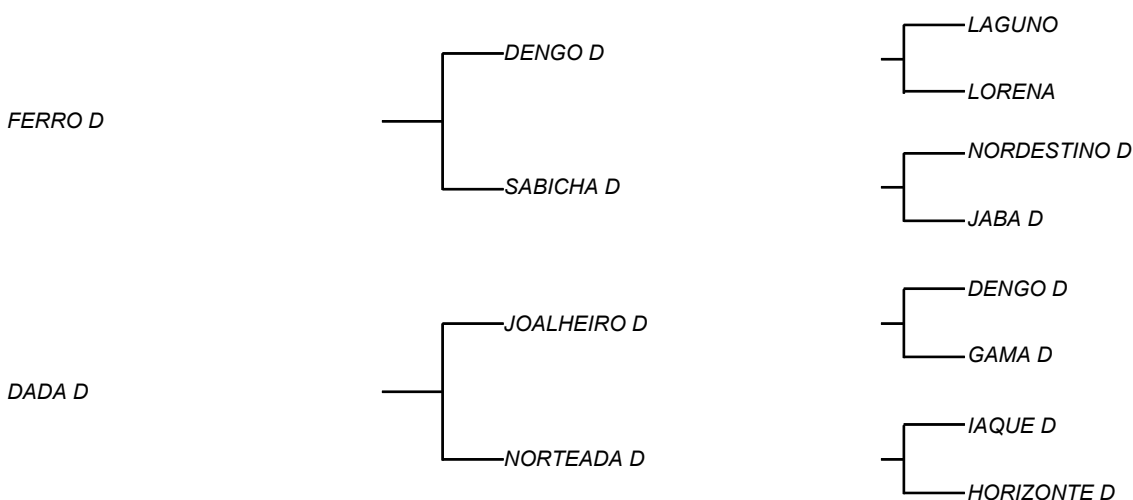 LAGUNO
DENGO D
LORENA
FERRO D
NORDESTINO D
SABICHA D
JABA D
DENGO D
JOALHEIRO D
GAMA D
DADA D
IAQUE D
NORTEADA D
HORIZONTE D